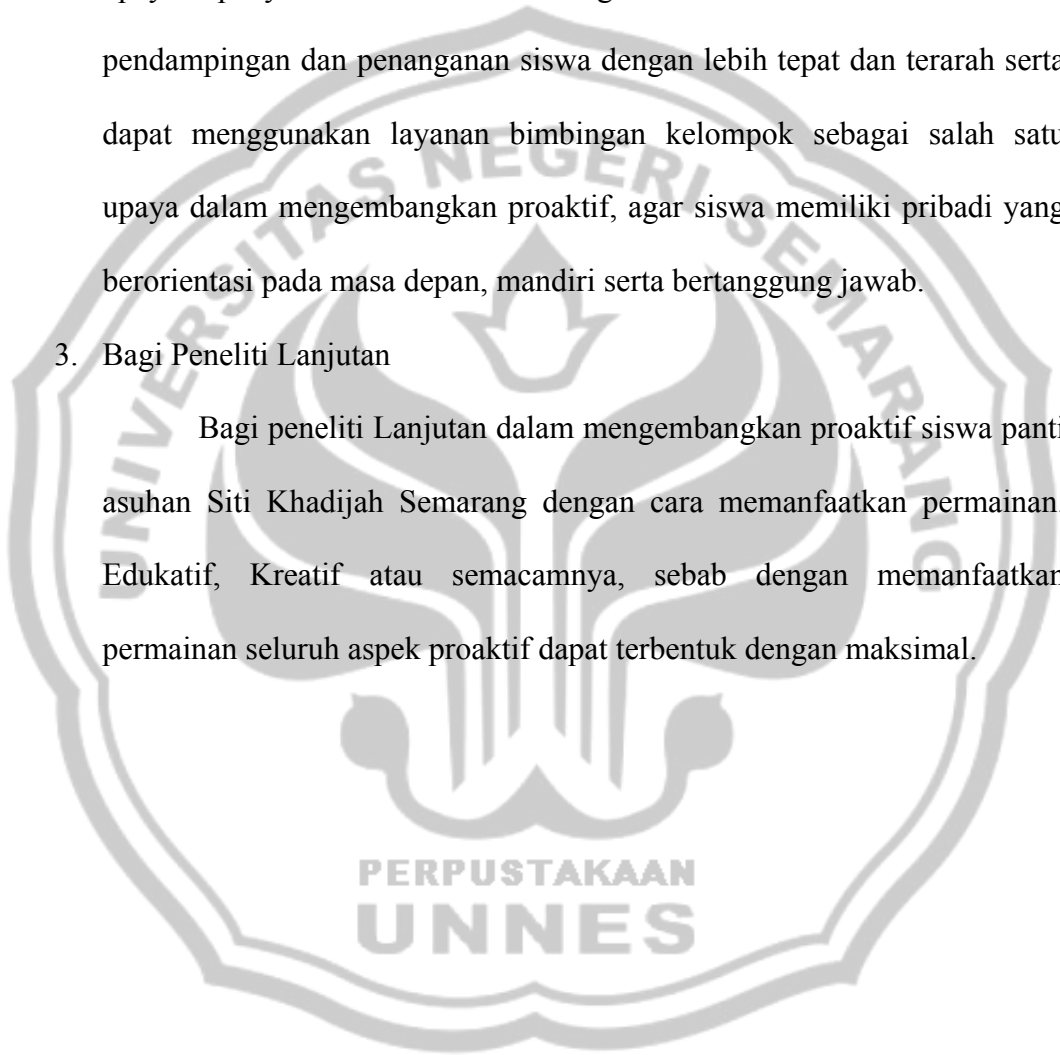 pendampingan dan penanganan siswa dengan lebih tepat dan terarah serta
dapat menggunakan layanan bimbingan kelompok sebagai salah satu
upaya dalam mengembangkan proaktif, agar siswa memiliki pribadi yang
berorientasi pada masa depan, mandiri serta bertanggung jawab.
3. Bagi Peneliti Lanjutan
Bagi peneliti Lanjutan dalam mengembangkan proaktif siswa panti
asuhan Siti Khadijah Semarang dengan cara memanfaatkan permainan.
Edukatif, Kreatif atau semacamnya, sebab dengan memanfaatkan
permainan seluruh aspek proaktif dapat terbentuk dengan maksimal.
UNIVERSITAS NEGERI SEMARANG
PERPUSTAKAAN
UNNES